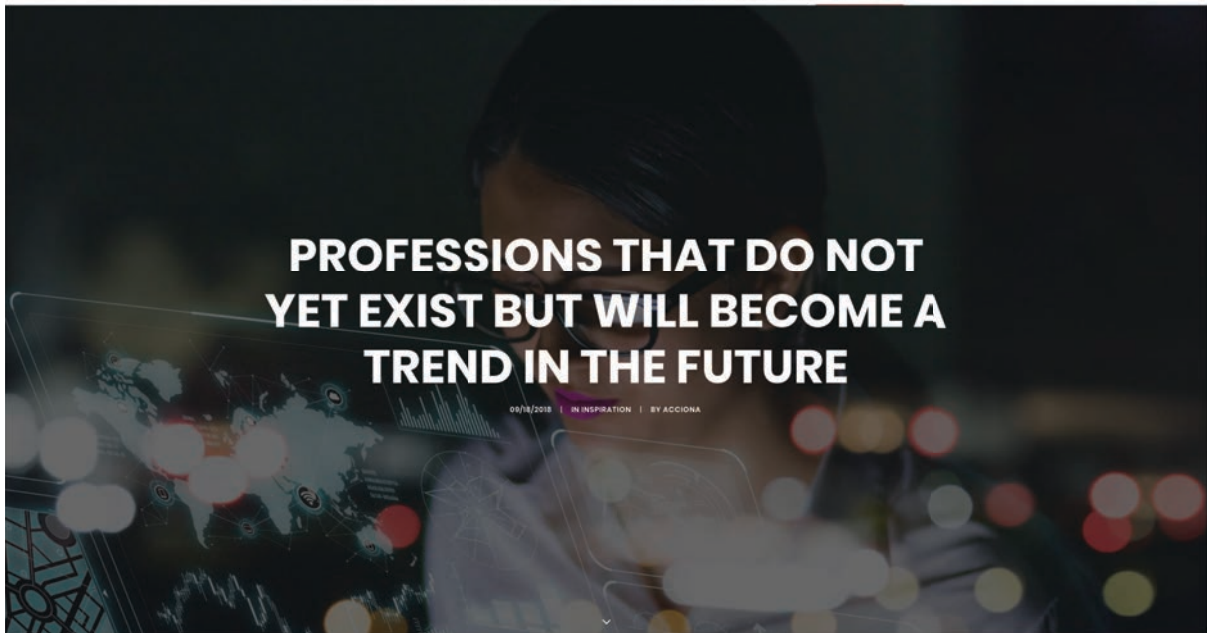 PROFESSIONS THAT DO NOT
YET EXIST BUT WILL BECOME A
TREND IN THE FUTURE
09/18/2018 | IN INSPIRATION | BY ACCIONA